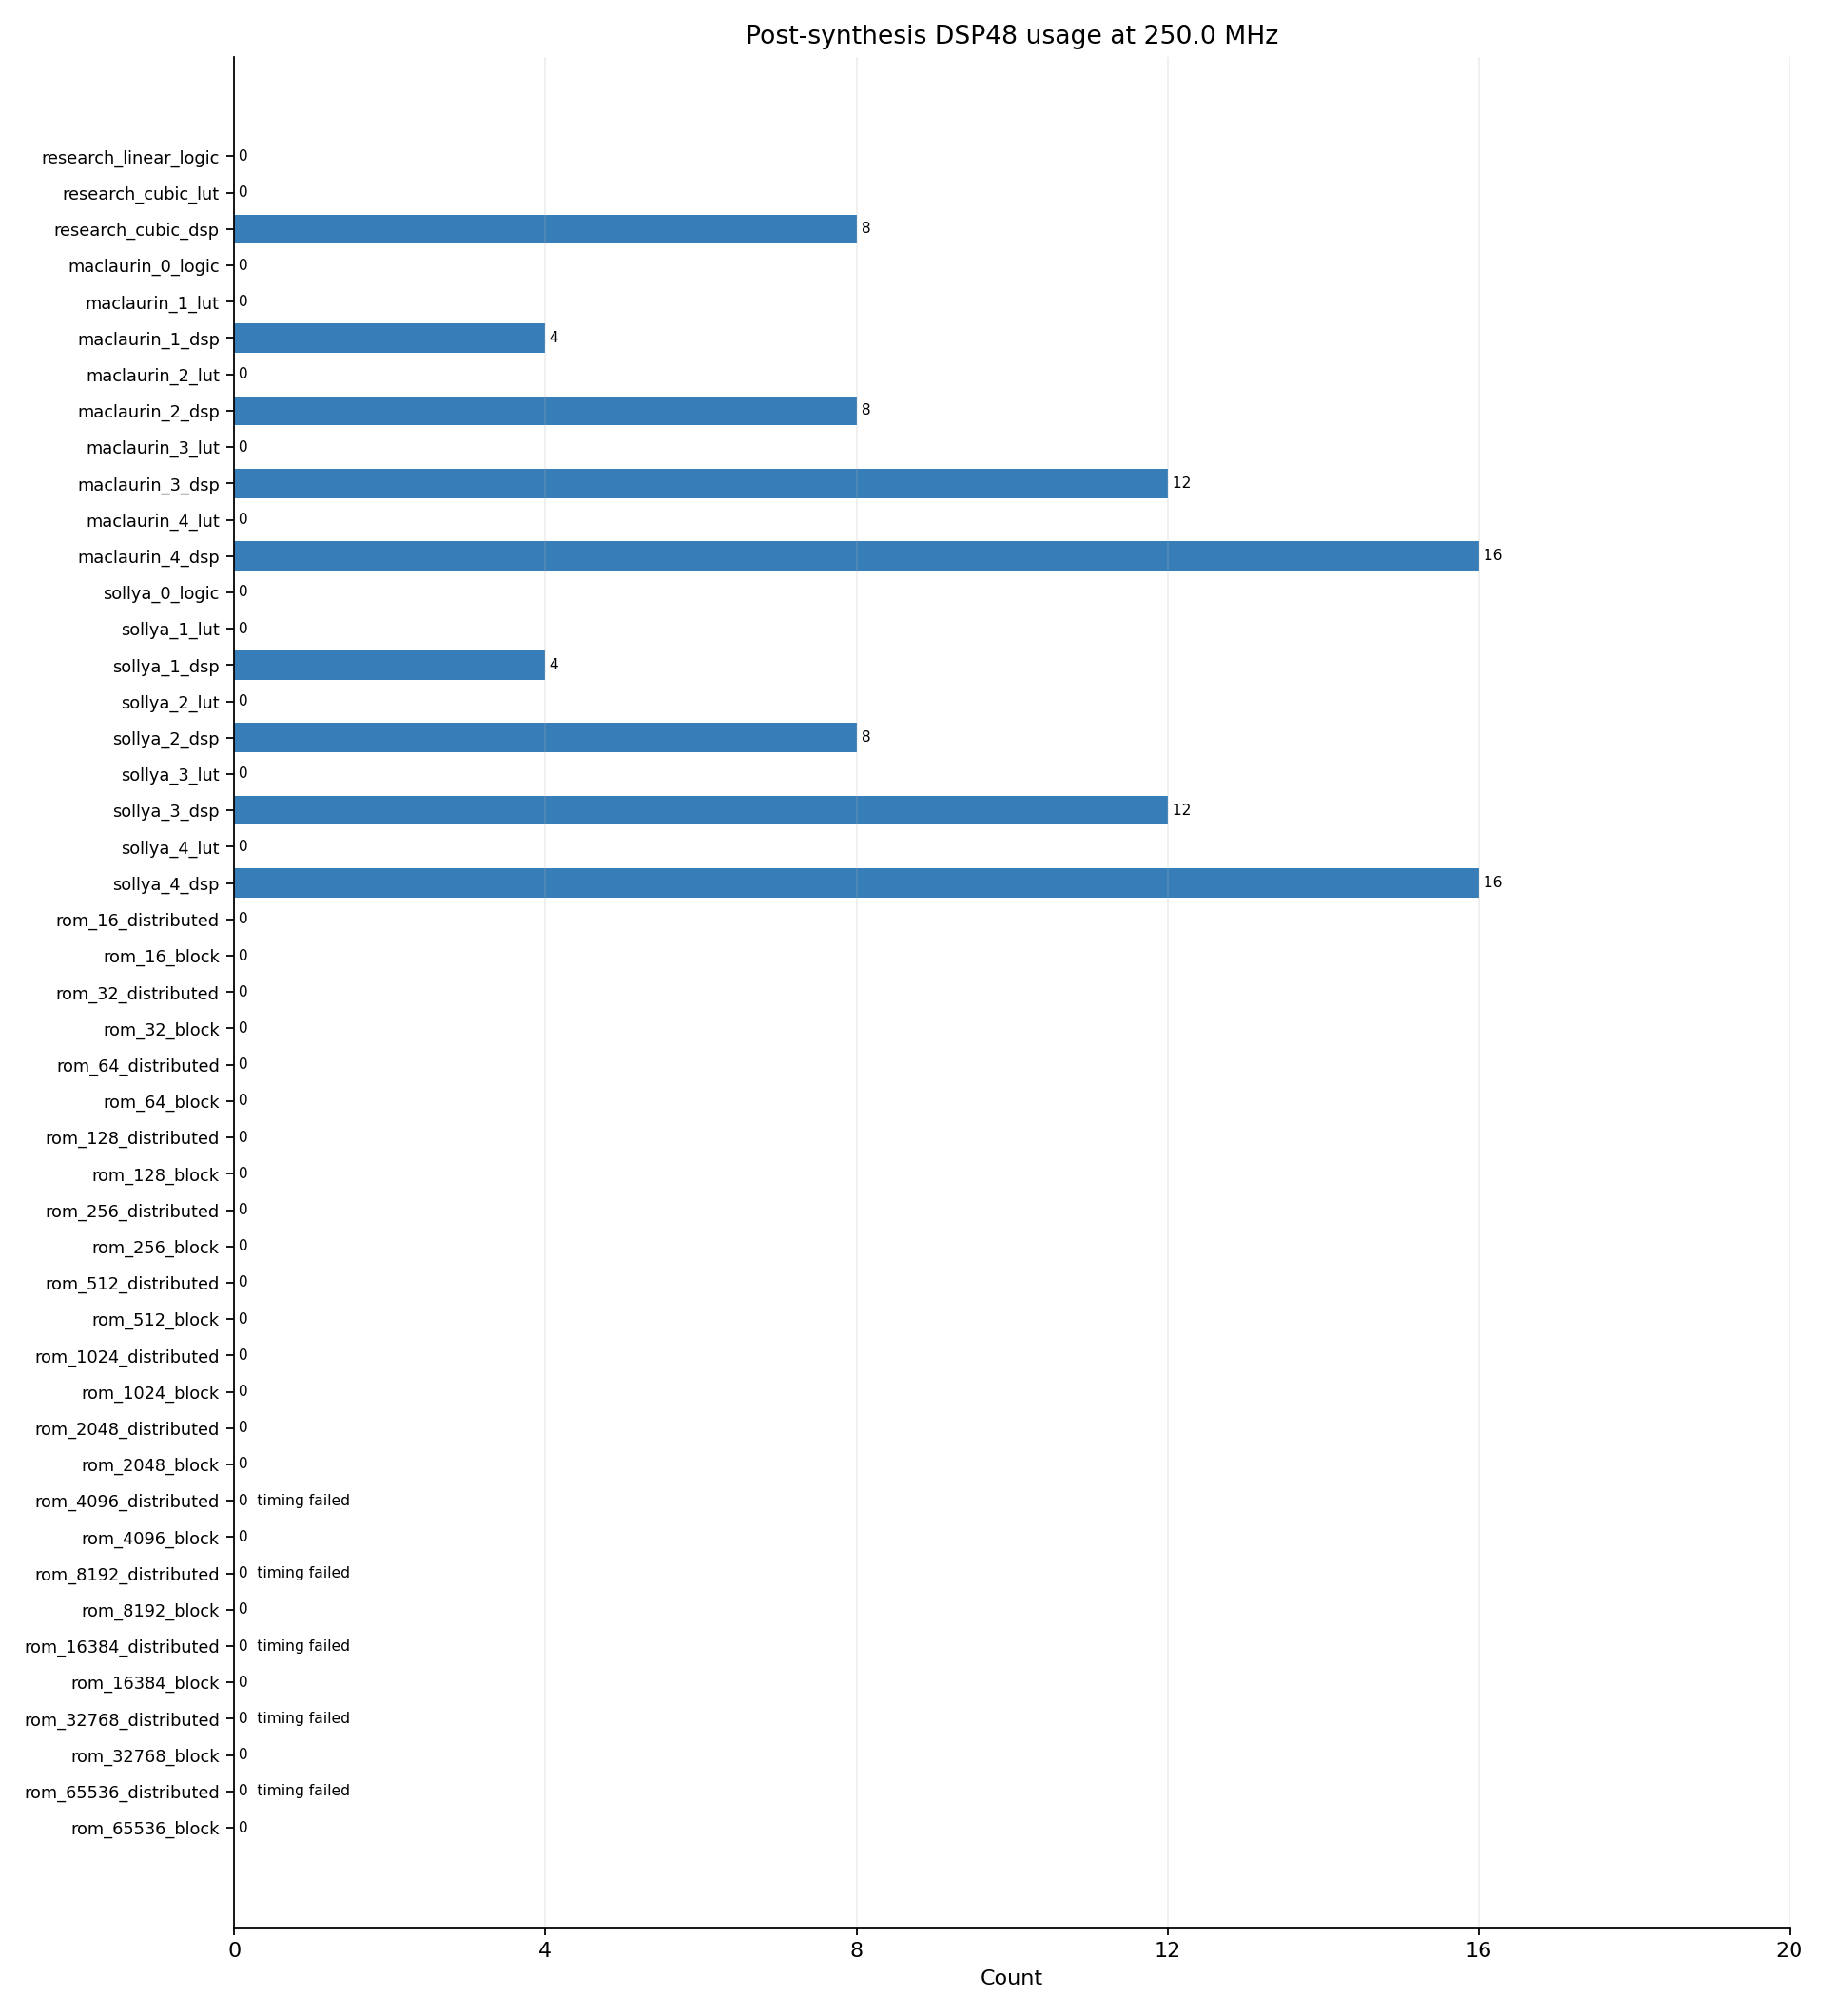 Post-synthesis DSP48 usage at 250.0 MHz
research_linear_logic 0
research_cubic_lut 0
research_cubic_dsp 8
maclaurin_0_logic 0
maclaurin_1_lut 0
maclaurin_1_dsp 4
maclaurin_2_lut 0
maclaurin_2_dsp 8
maclaurin_3_lut 0
maclaurin_3_dsp 12
maclaurin_4_lut 0
maclaurin_4_dsp 16
sollya_0_logic 0
sollya_1_lut 0
sollya_1_dsp 4
sollya_2_lut 0
sollya_2_dsp 8
sollya_3_lut 0
sollya_3_dsp 12
sollya_4_lut 0
sollya_4_dsp 16
rom_16_distributed 0
rom_16_block 0
rom_32_distributed 0
rom_32_block 0
rom_64_distributed 0
rom_64_block 0
rom_128_distributed 0
rom_128_block 0
rom_256_distributed 0
rom_256_block 0
rom_512_distributed 0
rom_512_block 0
rom_1024_distributed 0
rom_1024_block 0
rom_2048_distributed 0
rom_2048_block 0
rom_4096_distributed 0 timing failed
rom_4096_block 0
rom_8192_distributed 0 timing failed
rom_8192_block 0
rom_16384_distributed 0 timing failed
rom_16384_block 0
rom_32768_distributed 0 timing failed
rom_32768_block 0
rom_65536_distributed 0 timing failed
rom_65536_block 0
0 4 8 12 16 20
Count